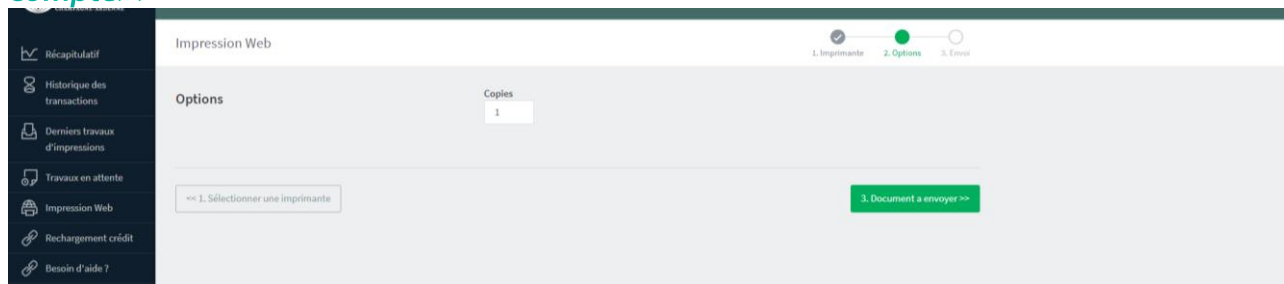 Impression Web
1. Imprimante
2. Options
3. Envoi
Récapitulatif
Historique des
transactions
Derniers travaux
d'impressions
Travaux en attente
Impression Web
Rechargement crédit
Besoin d'aide ?
Options
Copies
1
<< 1. Sélectionner une imprimante
3. Document a envoyer >>